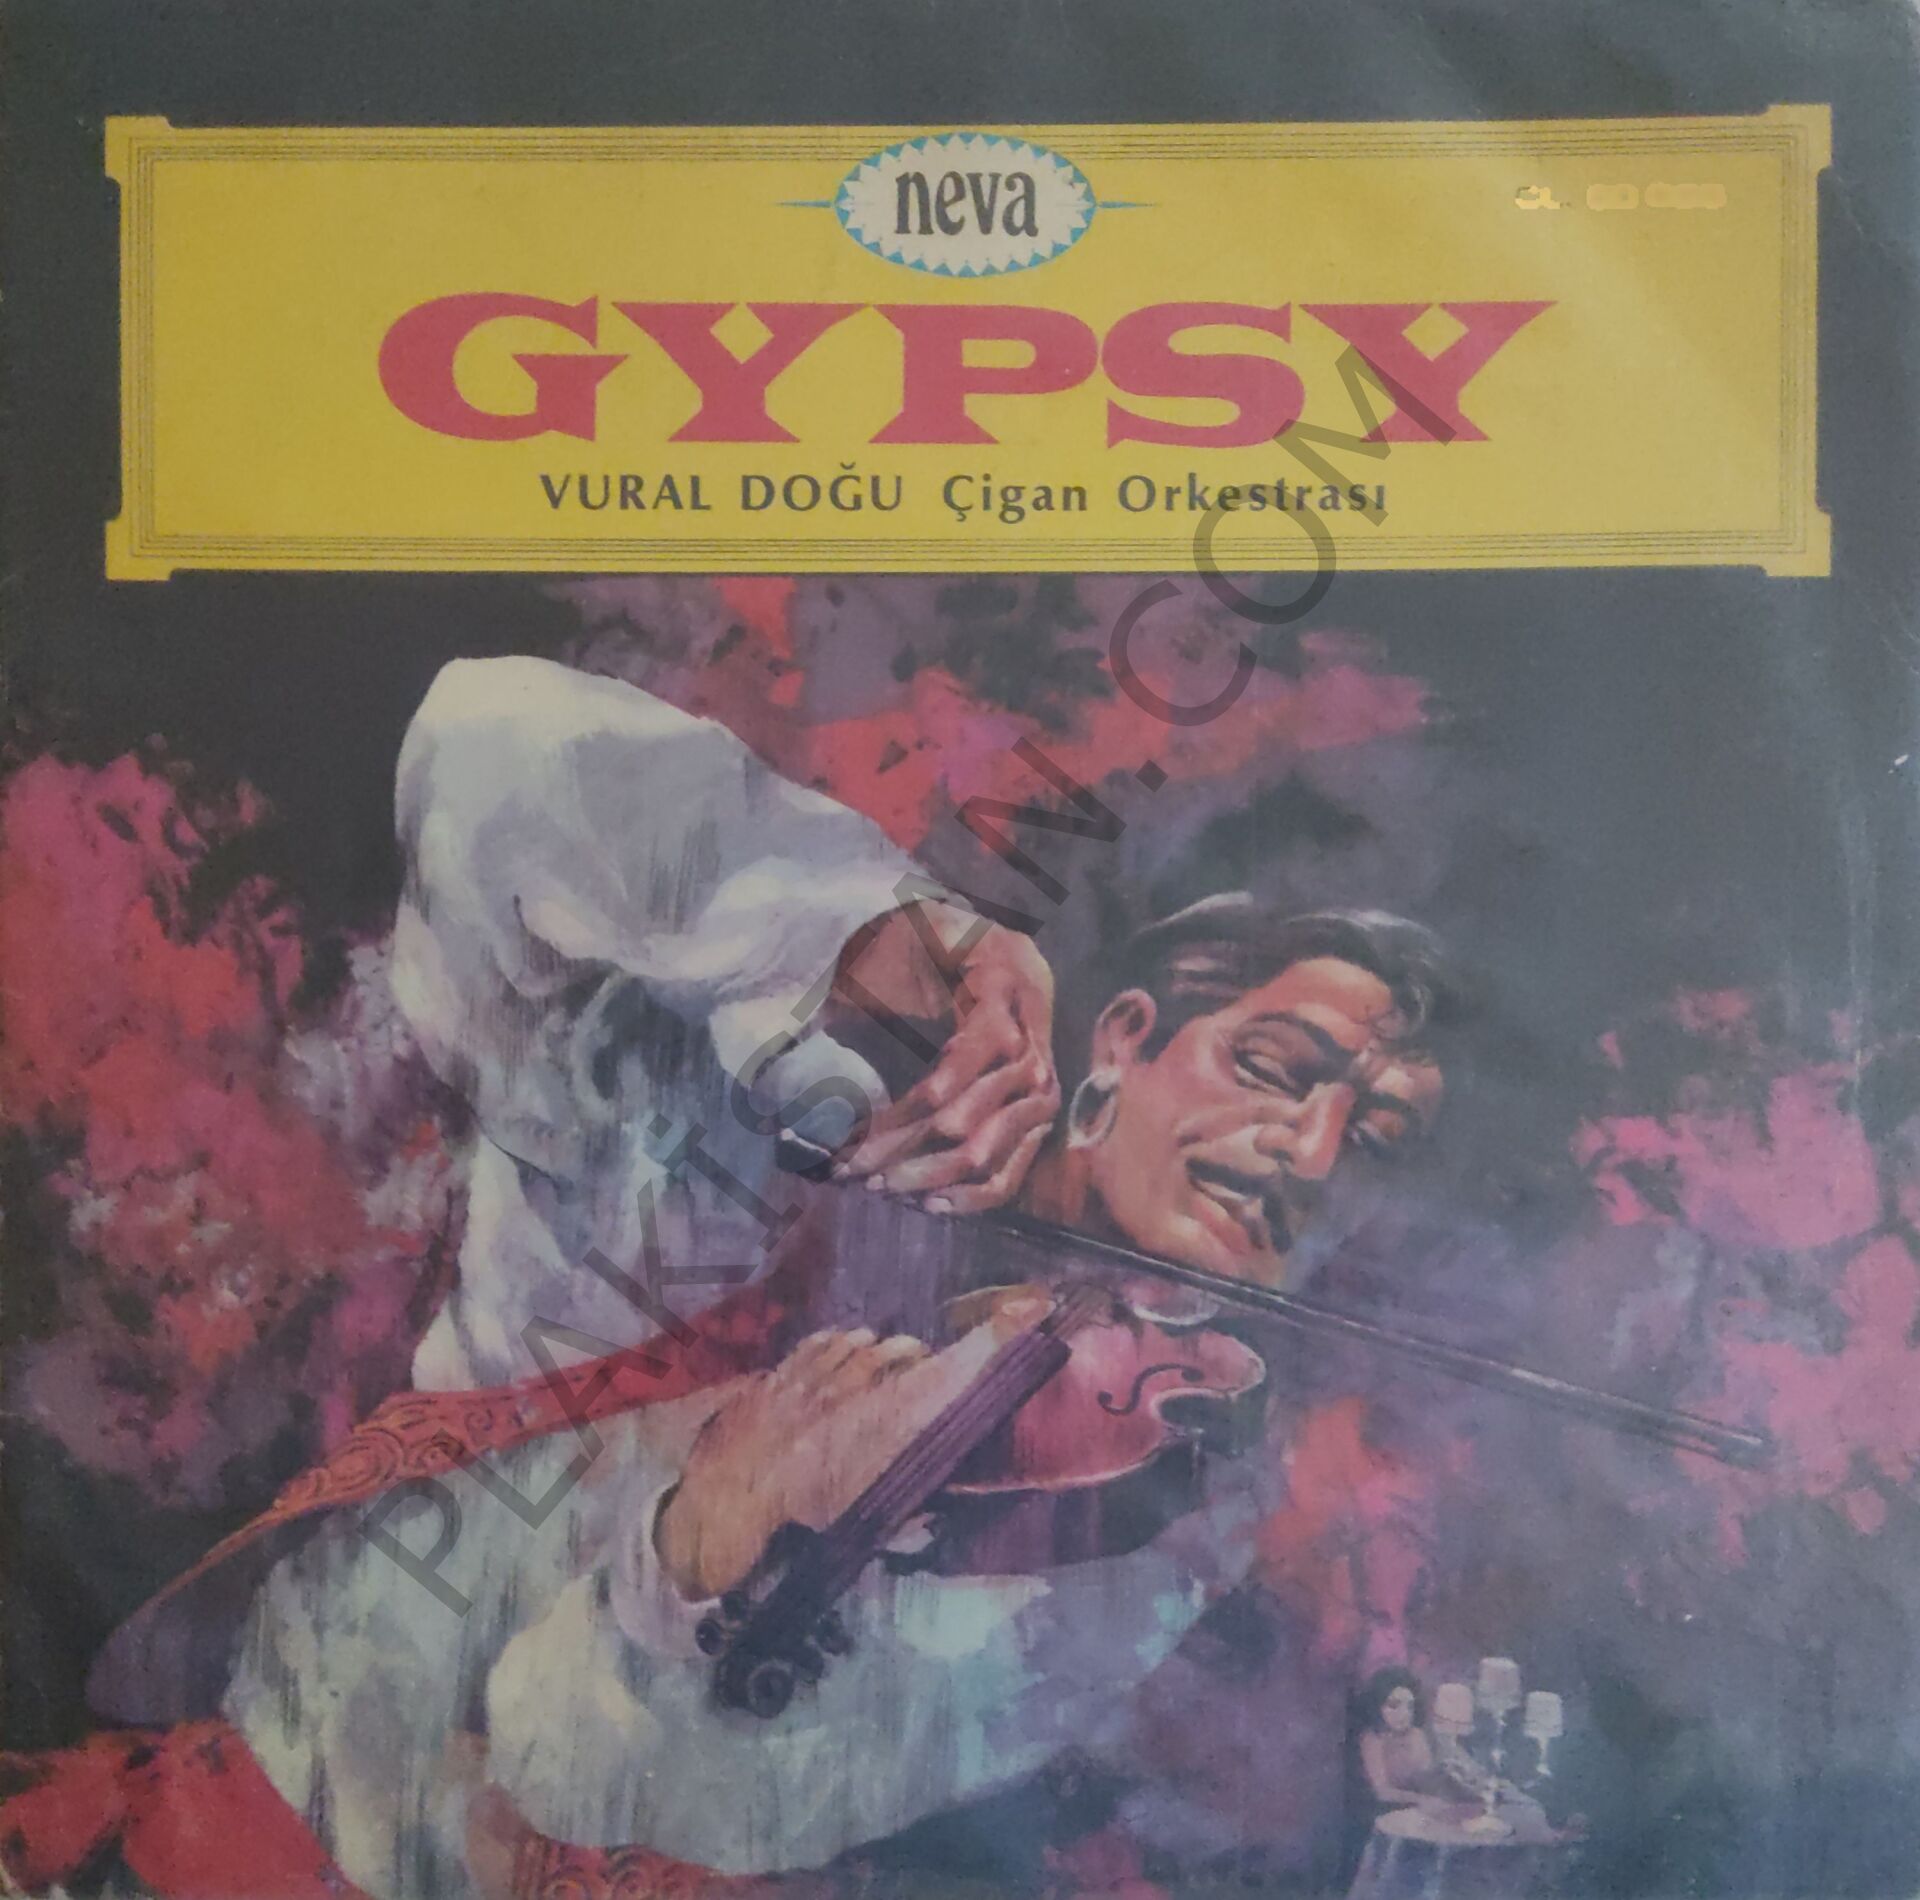 neva
GYPSY
VURAL DOĞU Çigan Orkestrası
PLAKİSTAN.COM